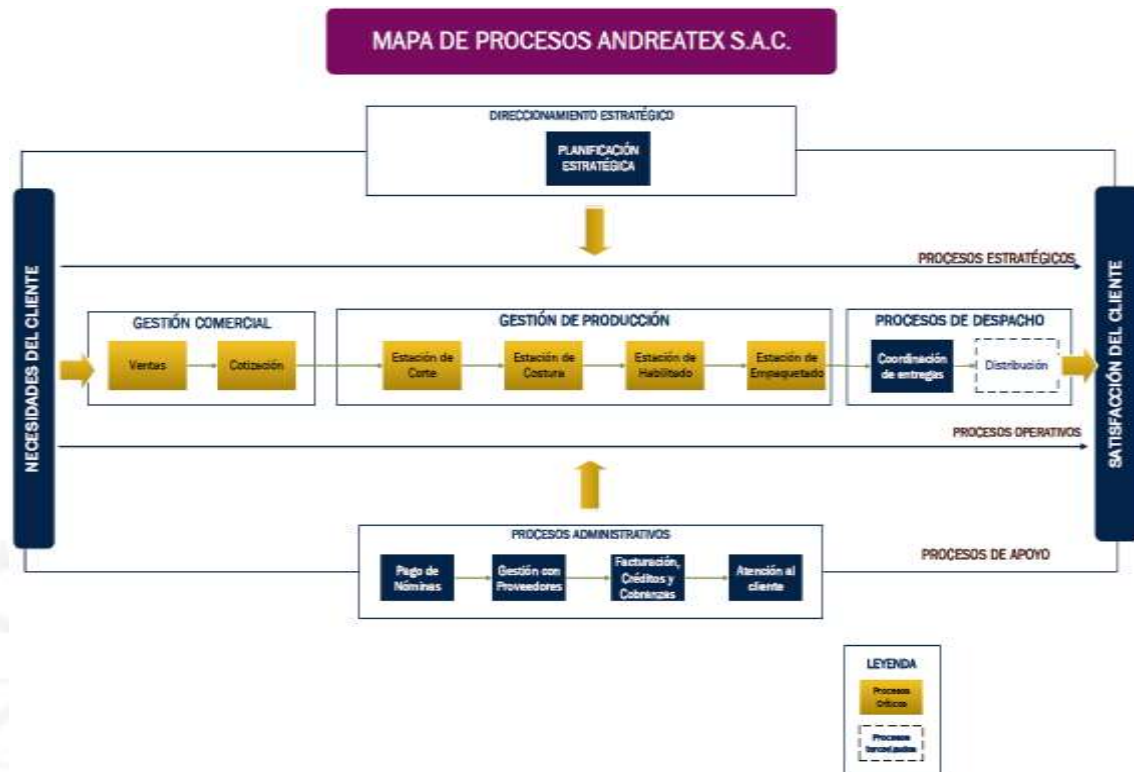 MAPA DE PROCESOS ANDREATEX S.A.C.
DIRECCIONAMIENTO ESTRATÉGICO
PLANIFICACIÓN
ESTRATÉGICA
NECESIDADES DEL CLIENTE
SATISFACCIÓN DEL CLIENTE
PROCESOS ESTRATÉGICOS
GESTIÓN COMERCIAL
Ventas
Cotización
GESTIÓN DE PRODUCCIÓN
Estación de
Corte
Estación de
Costura
Estación de
Habilitado
Estación de
Empaquetado
PROCESOS DE DESPACHO
Coordinación
de entregas
Distribución
PROCESOS OPERATIVOS
PROCESOS ADMINISTRATIVOS
Pago de
Nóminas
Gestión con
Proveedores
Facturación,
Créditos y
Cobranzas
Atención al
cliente
PROCESOS DE APOYO
LEYENDA
Procesos
Críticos
Procesos
tercerizados